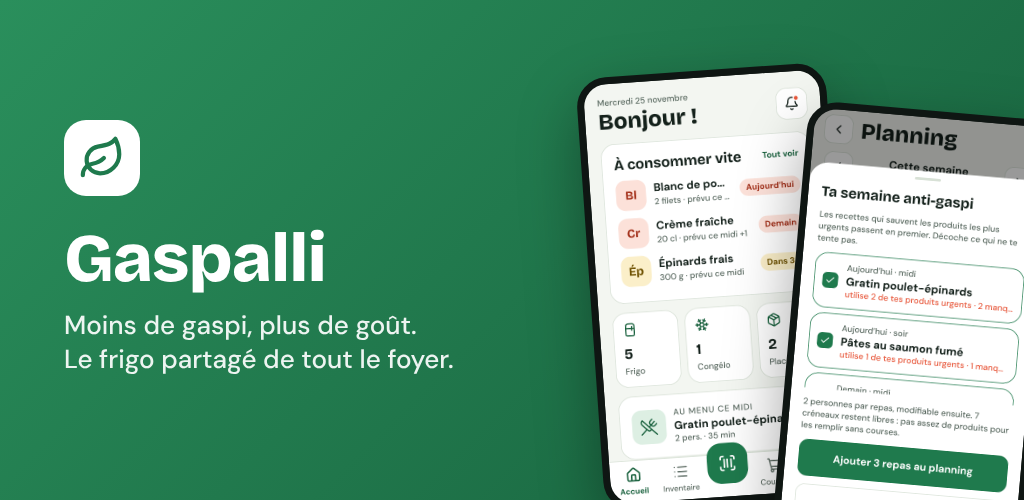 Gaspalli
Moins de gaspi, plus de goût.
Le frigo partagé de tout le foyer.
Mercredi 25 novembre
Bonjour !
À consommer vite
Tout voir
Bl
Blanc de po...
2 filets · prévu ce ...
Aujourd'hui
Cr
Crème fraîche
20 cl · prévu ce midi +1
Demain
Ép
Épinards frais
300 g · prévu ce midi
Dans 3
5
Frigo
1
Congélo
2
Plac
AU MENU CE MIDI
Gratin poulet-épina
2 pers. · 35 min
Accueil
Inventaire
Cou
Planning
Cette semaine
Ta semaine anti-gaspi
Les recettes qui sauvent les produits les plus
urgents passent en premier. Décoche ce qui ne te
tente pas.
Aujourd'hui · midi
Gratin poulet-épinards
utilise 2 de tes produits urgents · 2 manq...
Aujourd'hui · soir
Pâtes au saumon fumé
utilise 1 de tes produits urgents · 1 manq...
Demain · midi
2 personnes par repas, modifiable ensuite. 7
créneaux restent libres : pas assez de produits pour
les remplir sans courses.
Ajouter 3 repas au planning